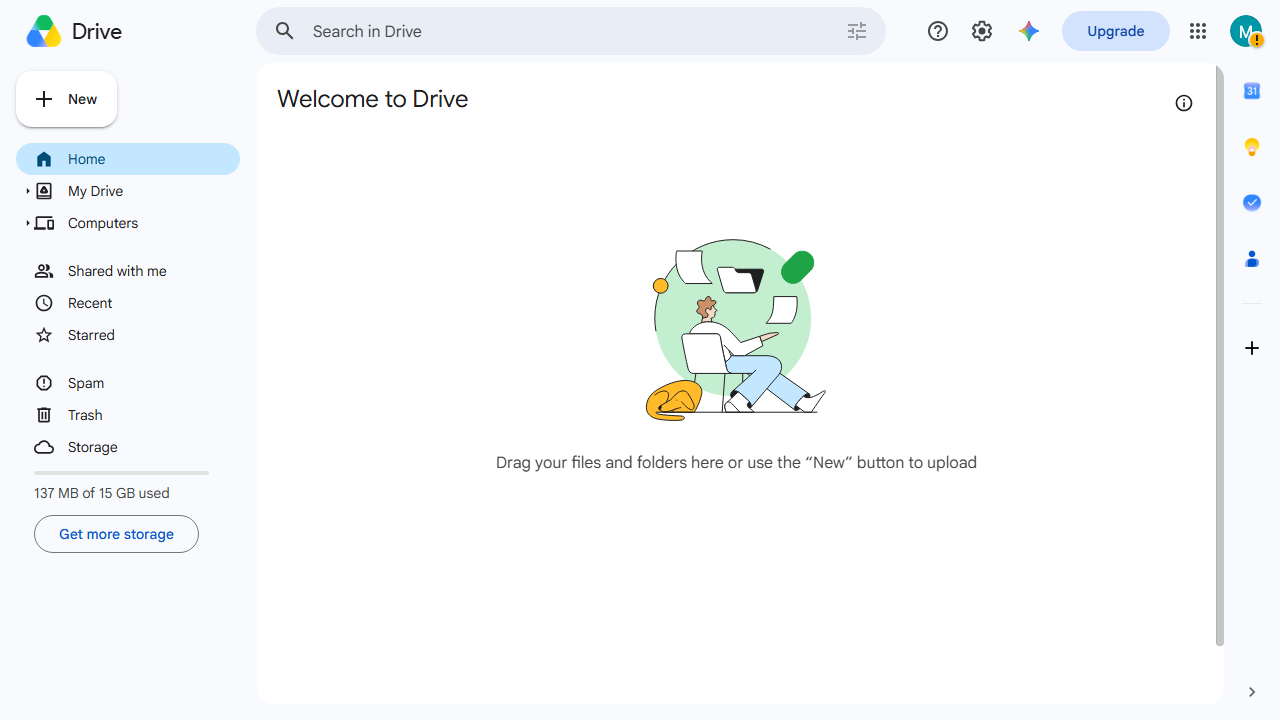 Drive
Search in Drive
Upgrade
M
New
Welcome to Drive
31
Home
My Drive
Computers
Shared with me
Recent
Starred
Spam
Trash
Storage
Drag your files and folders here or use the “New” button to upload
137 MB of 15 GB used
Get more storage